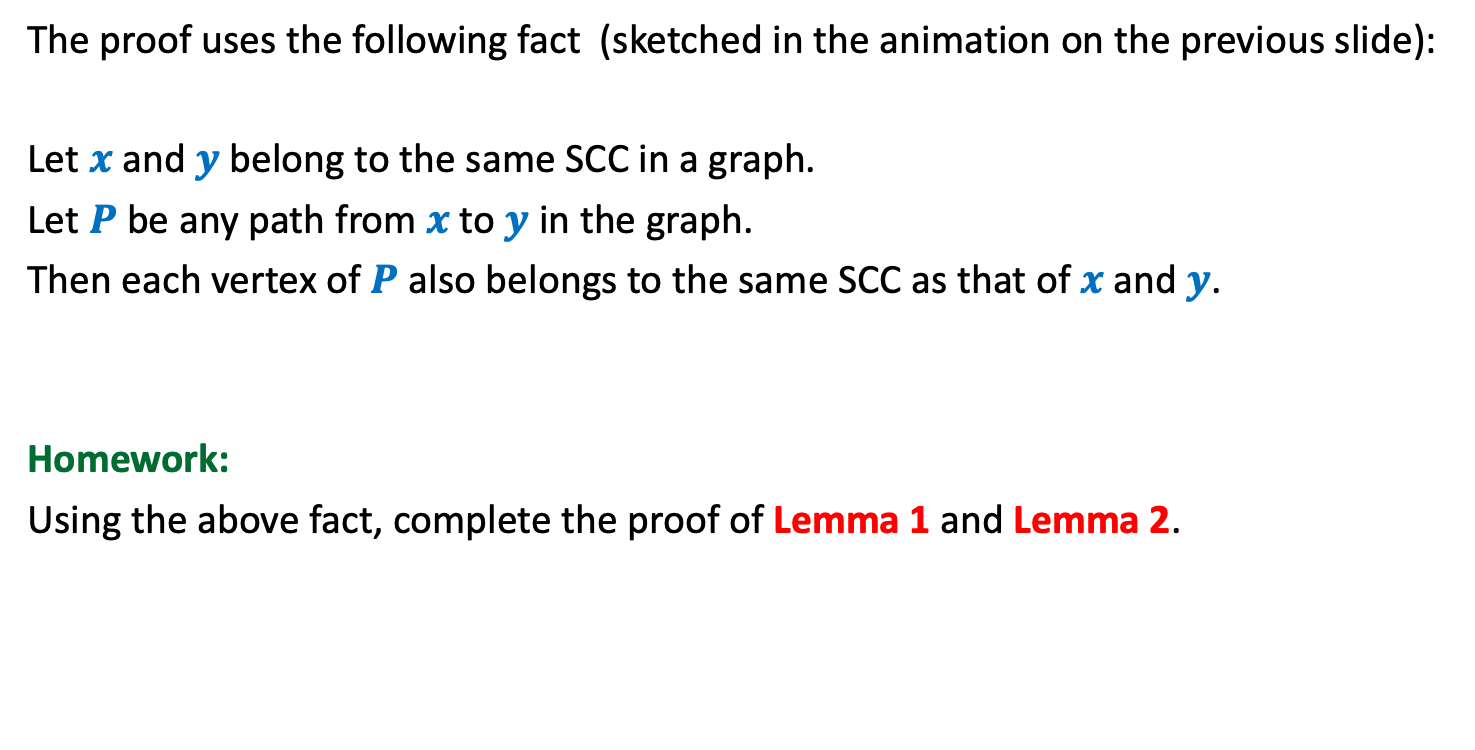 The proof uses the following fact (sketched in the animation on the previous slide):
Let x and y belong to the same SCC in a graph.
Let P be any path from x to y in the graph.
Then each vertex of P also belongs to the same SCC as that of x and y.
Homework:
Using the above fact, complete the proof of Lemma 1 and Lemma 2.